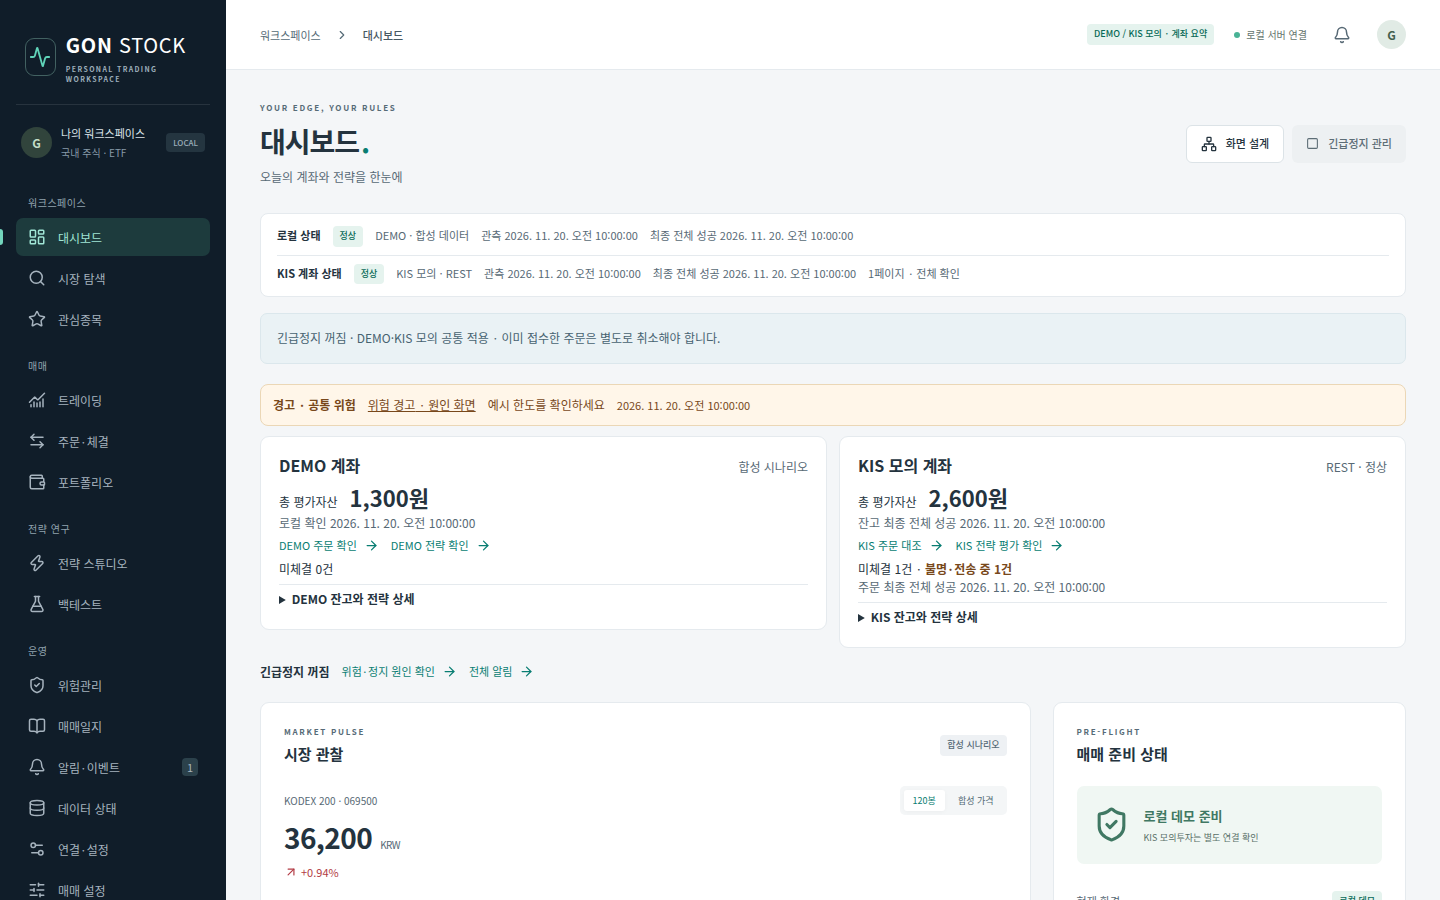 GON STOCK
PERSONAL TRADING
WORKSPACE
G
나의 워크스페이스
국내 주식 · ETF
LOCAL
워크스페이스
대시보드
시장 탐색
관심종목
매매
트레이딩
주문·체결
포트폴리오
전략 연구
전략 스튜디오
백테스트
운영
위험관리
매매일지
알림·이벤트 1
데이터 상태
연결·설정
매매 설정
워크스페이스 > 대시보드
DEMO / KIS 모의 · 계좌 요약
로컬 서버 연결
G
YOUR EDGE, YOUR RULES
대시보드.
오늘의 계좌와 전략을 한눈에
화면 설계
긴급정지 관리
로컬 상태 정상 DEMO · 합성 데이터 관측 2026. 11. 20. 오전 10:00:00 최종 전체 성공 2026. 11. 20. 오전 10:00:00
KIS 계좌 상태 정상 KIS 모의 · REST 관측 2026. 11. 20. 오전 10:00:00 최종 전체 성공 2026. 11. 20. 오전 10:00:00 1페이지 · 전체 확인
긴급정지 꺼짐 · DEMO·KIS 모의 공통 적용 · 이미 접수한 주문은 별도로 취소해야 합니다.
경고 · 공통 위험 위험 경고 · 원인 화면 예시 한도를 확인하세요 2026. 11. 20. 오전 10:00:00
DEMO 계좌
합성 시나리오
총 평가자산 1,300원
로컬 확인 2026. 11. 20. 오전 10:00:00
DEMO 주문 확인 → DEMO 전략 확인 →
미체결 0건
▶ DEMO 잔고와 전략 상세
KIS 모의 계좌
REST · 정상
총 평가자산 2,600원
잔고 최종 전체 성공 2026. 11. 20. 오전 10:00:00
KIS 주문 대조 → KIS 전략 평가 확인 →
미체결 1건 · 불명·전송 중 1건
주문 최종 전체 성공 2026. 11. 20. 오전 10:00:00
▶ KIS 잔고와 전략 상세
긴급정지 꺼짐 위험·정지 원인 확인 → 전체 알림 →
MARKET PULSE
시장 관찰
합성 시나리오
KODEX 200 · 069500
120봉 합성 가격
36,200 KRW
+0.94%
PRE-FLIGHT
매매 준비 상태
로컬 데모 준비
KIS 모의투자는 별도 연결 확인